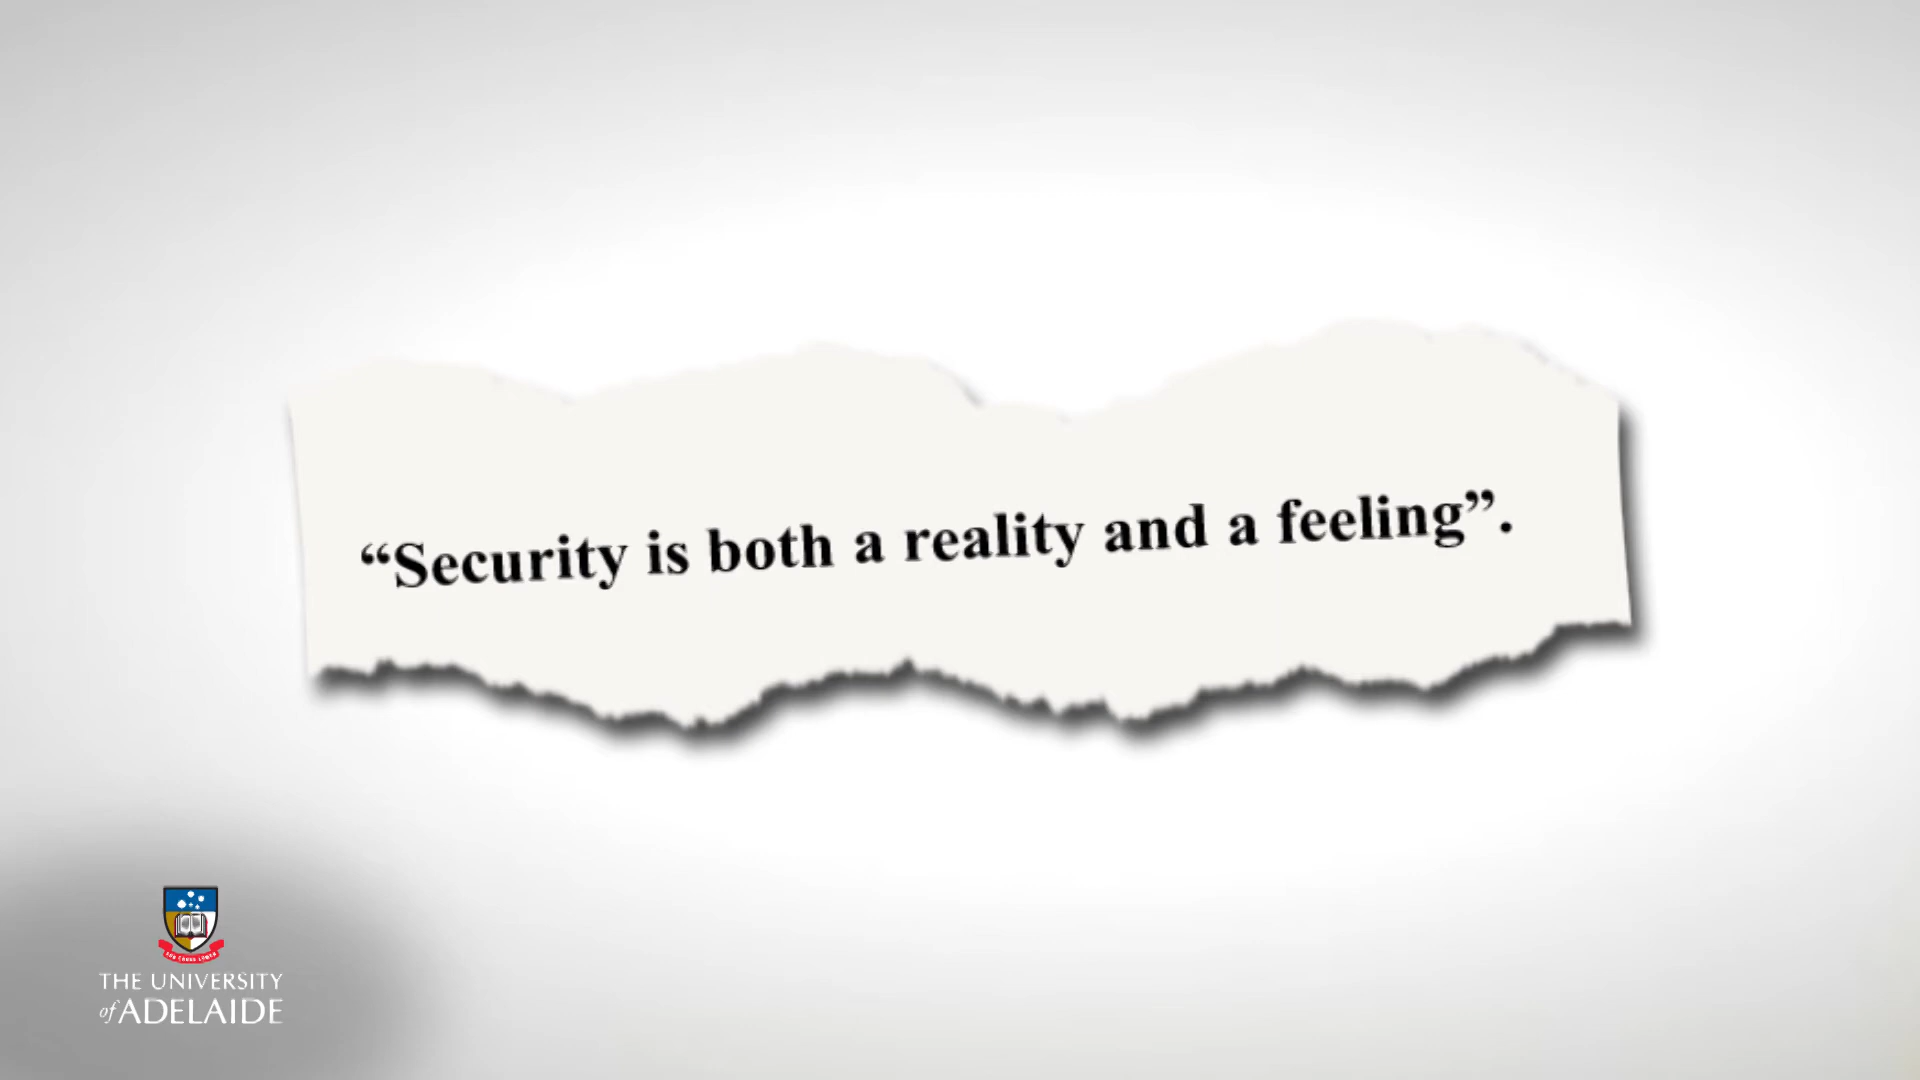 “Security is both a reality and a feeling”.
THE UNIVERSITY
of ADELAIDE